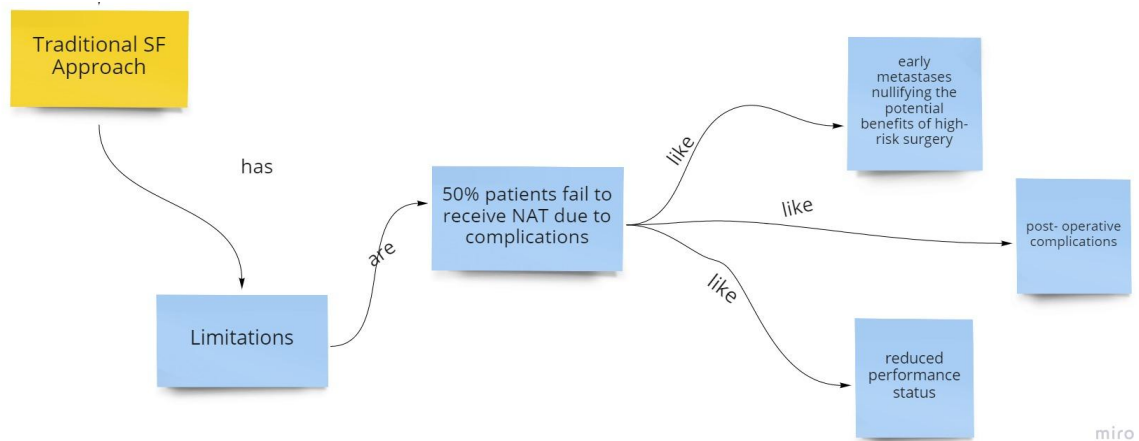 Traditional SF
Approach
has
Limitations
are
50% patients fail to
receive NAT due to
complications
like
early
metastases
nullifying the
potential
benefits of high-
risk surgery
like
post- operative
complications
like
reduced
performance
status
miro